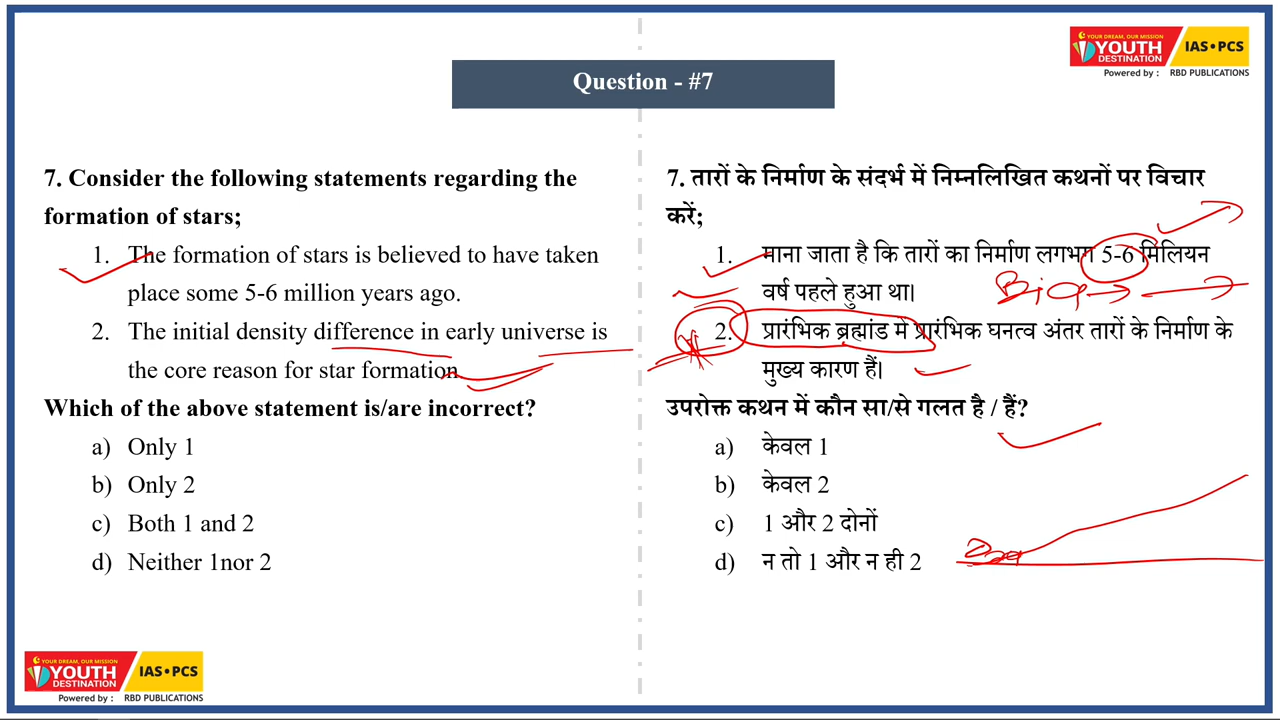 YOUR DREAM, OUR MISSION
YOUTH
DESTINATION
IAS•PCS
Powered by : RBD PUBLICATIONS
Question - #7
7. Consider the following statements regarding the
formation of stars;
1. The formation of stars is believed to have taken
place some 5-6 million years ago.
2. The initial density difference in early universe is
the core reason for star formation.
Which of the above statement is/are incorrect?
a) Only 1
b) Only 2
c) Both 1 and 2
d) Neither 1nor 2
7. तारों के निर्माण के संदर्भ में निम्नलिखित कथनों पर विचार
करें;
1. माना जाता है कि तारों का निर्माण लगभग 5-6 मिलियन
वर्ष पहले हुआ था।
Big
2. प्रारंभिक ब्रह्मांड में प्रारंभिक घनत्व अंतर तारों के निर्माण के
मुख्य कारण हैं।
उपरोक्त कथन में कौन सा/से गलत है / हैं?
a) केवल 1
b) केवल 2
c) 1 और 2 दोनों
d) न तो 1 और न ही 2
YOUR DREAM, OUR MISSION
YOUTH
DESTINATION
IAS•PCS
Powered by : RBD PUBLICATIONS